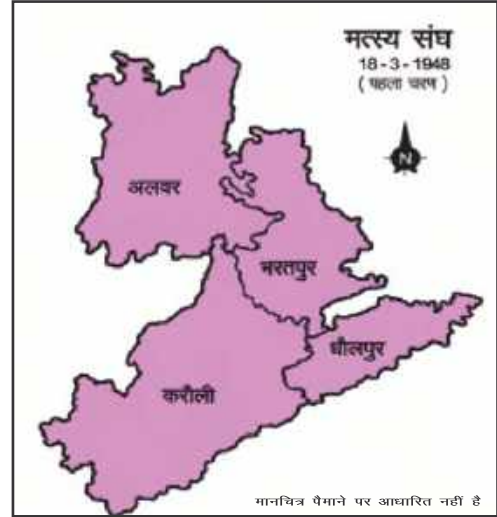 मत्स्य संघ
18-3-1948
( पहला चरण )
N
अलवर
भरतपुर
धौलपुर
करौली
मानचित्र पैमाने पर आधारित नहीं है